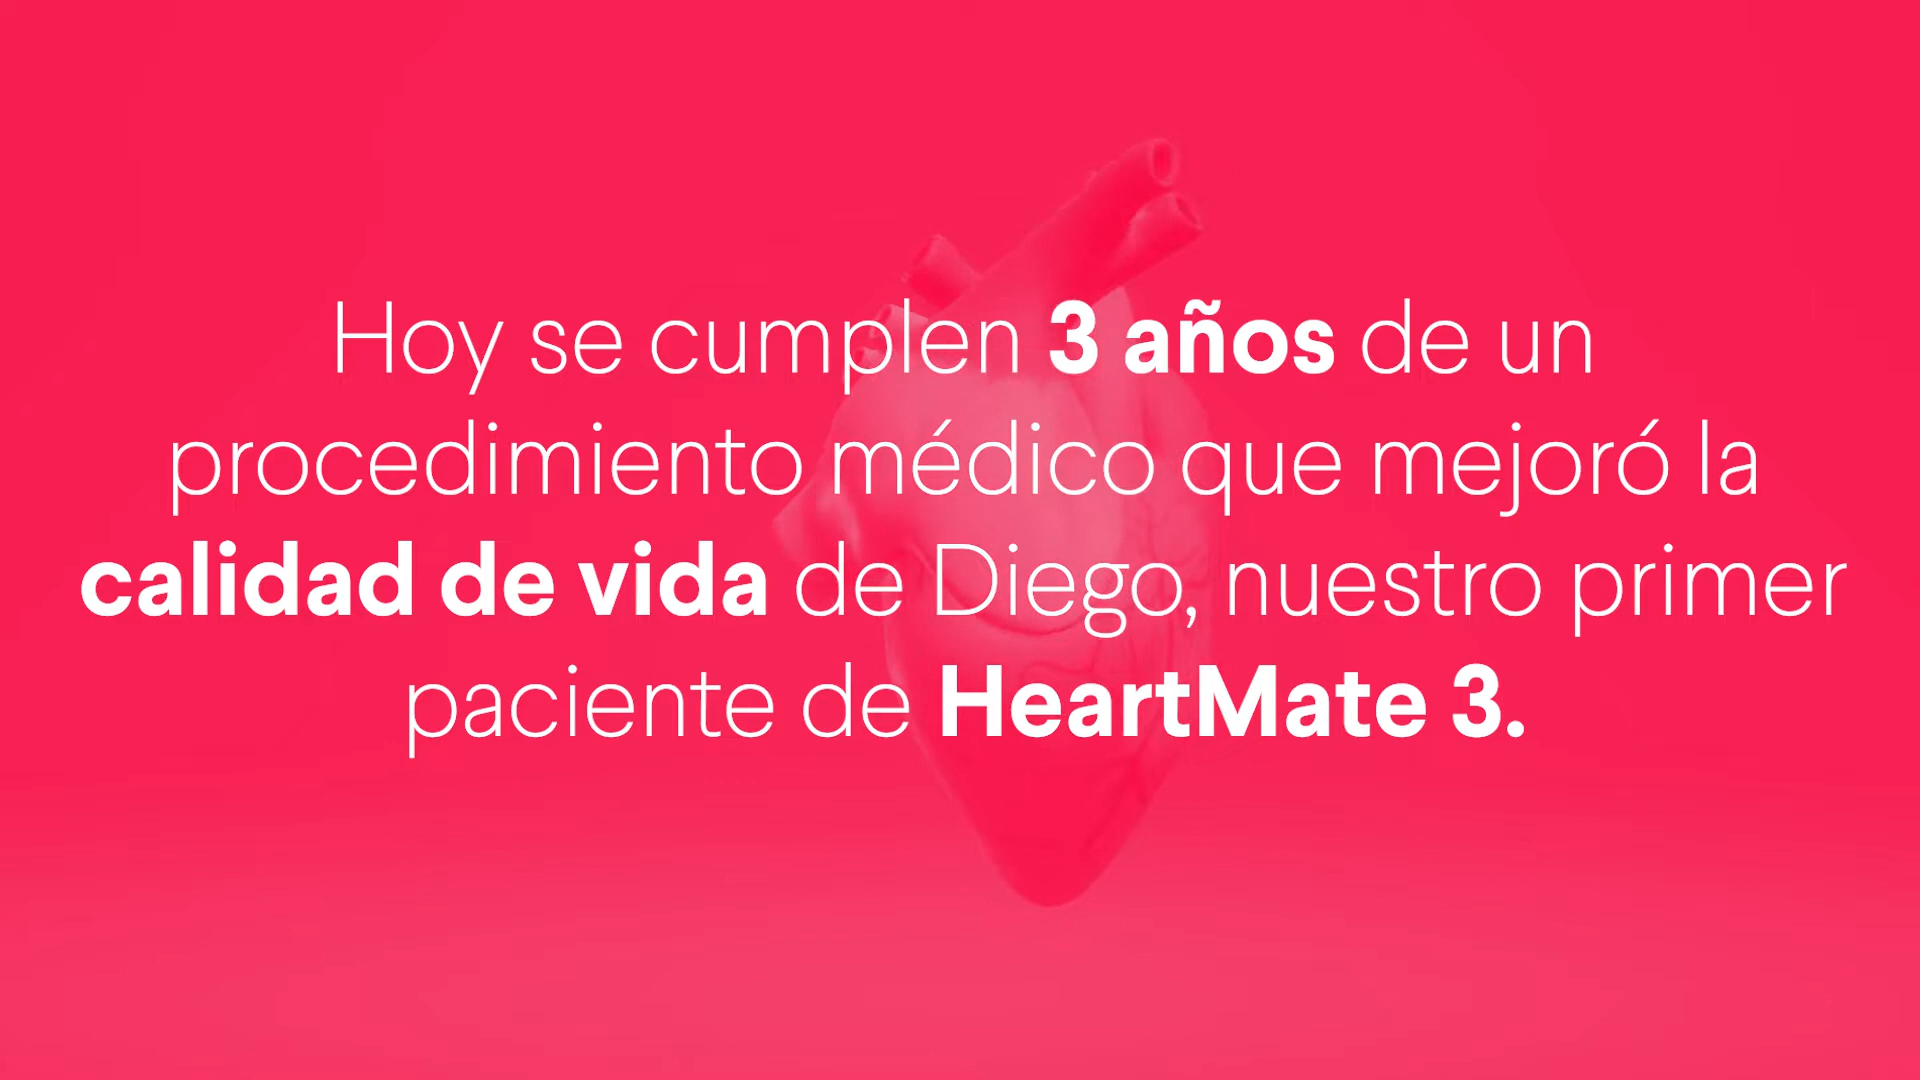 Hoy se cumplen 3 años de un
procedimiento médico que mejoró la
calidad de vida de Diego, nuestro primer
paciente de HeartMate 3.